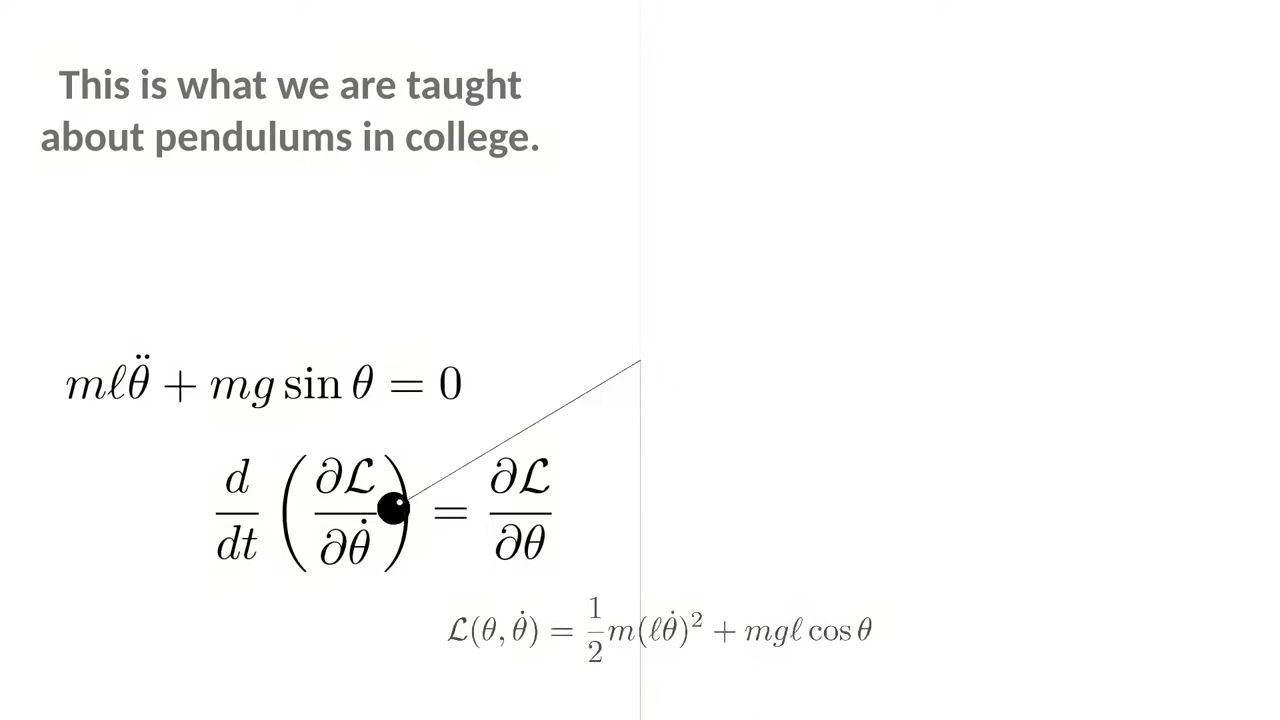 This is what we are taught
about pendulums in college.
mℓθ̈ + mg sin θ = 0
d/dt (∂ℒ/∂θ̇) = ∂ℒ/∂θ
ℒ(θ, θ̇) = 1/2 m(ℓθ̇)² + mgℓ cos θ